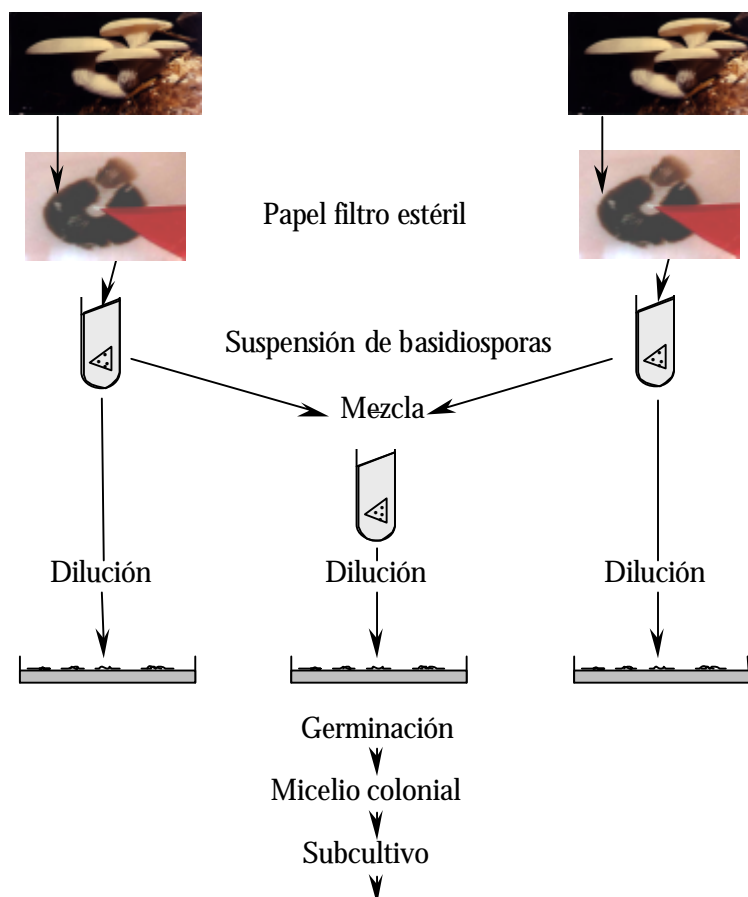 Papel filtro estéril
Suspensión de basidiosporas
Mezcla
Dilución Dilución Dilución
Germinación
Micelio colonial
Subcultivo